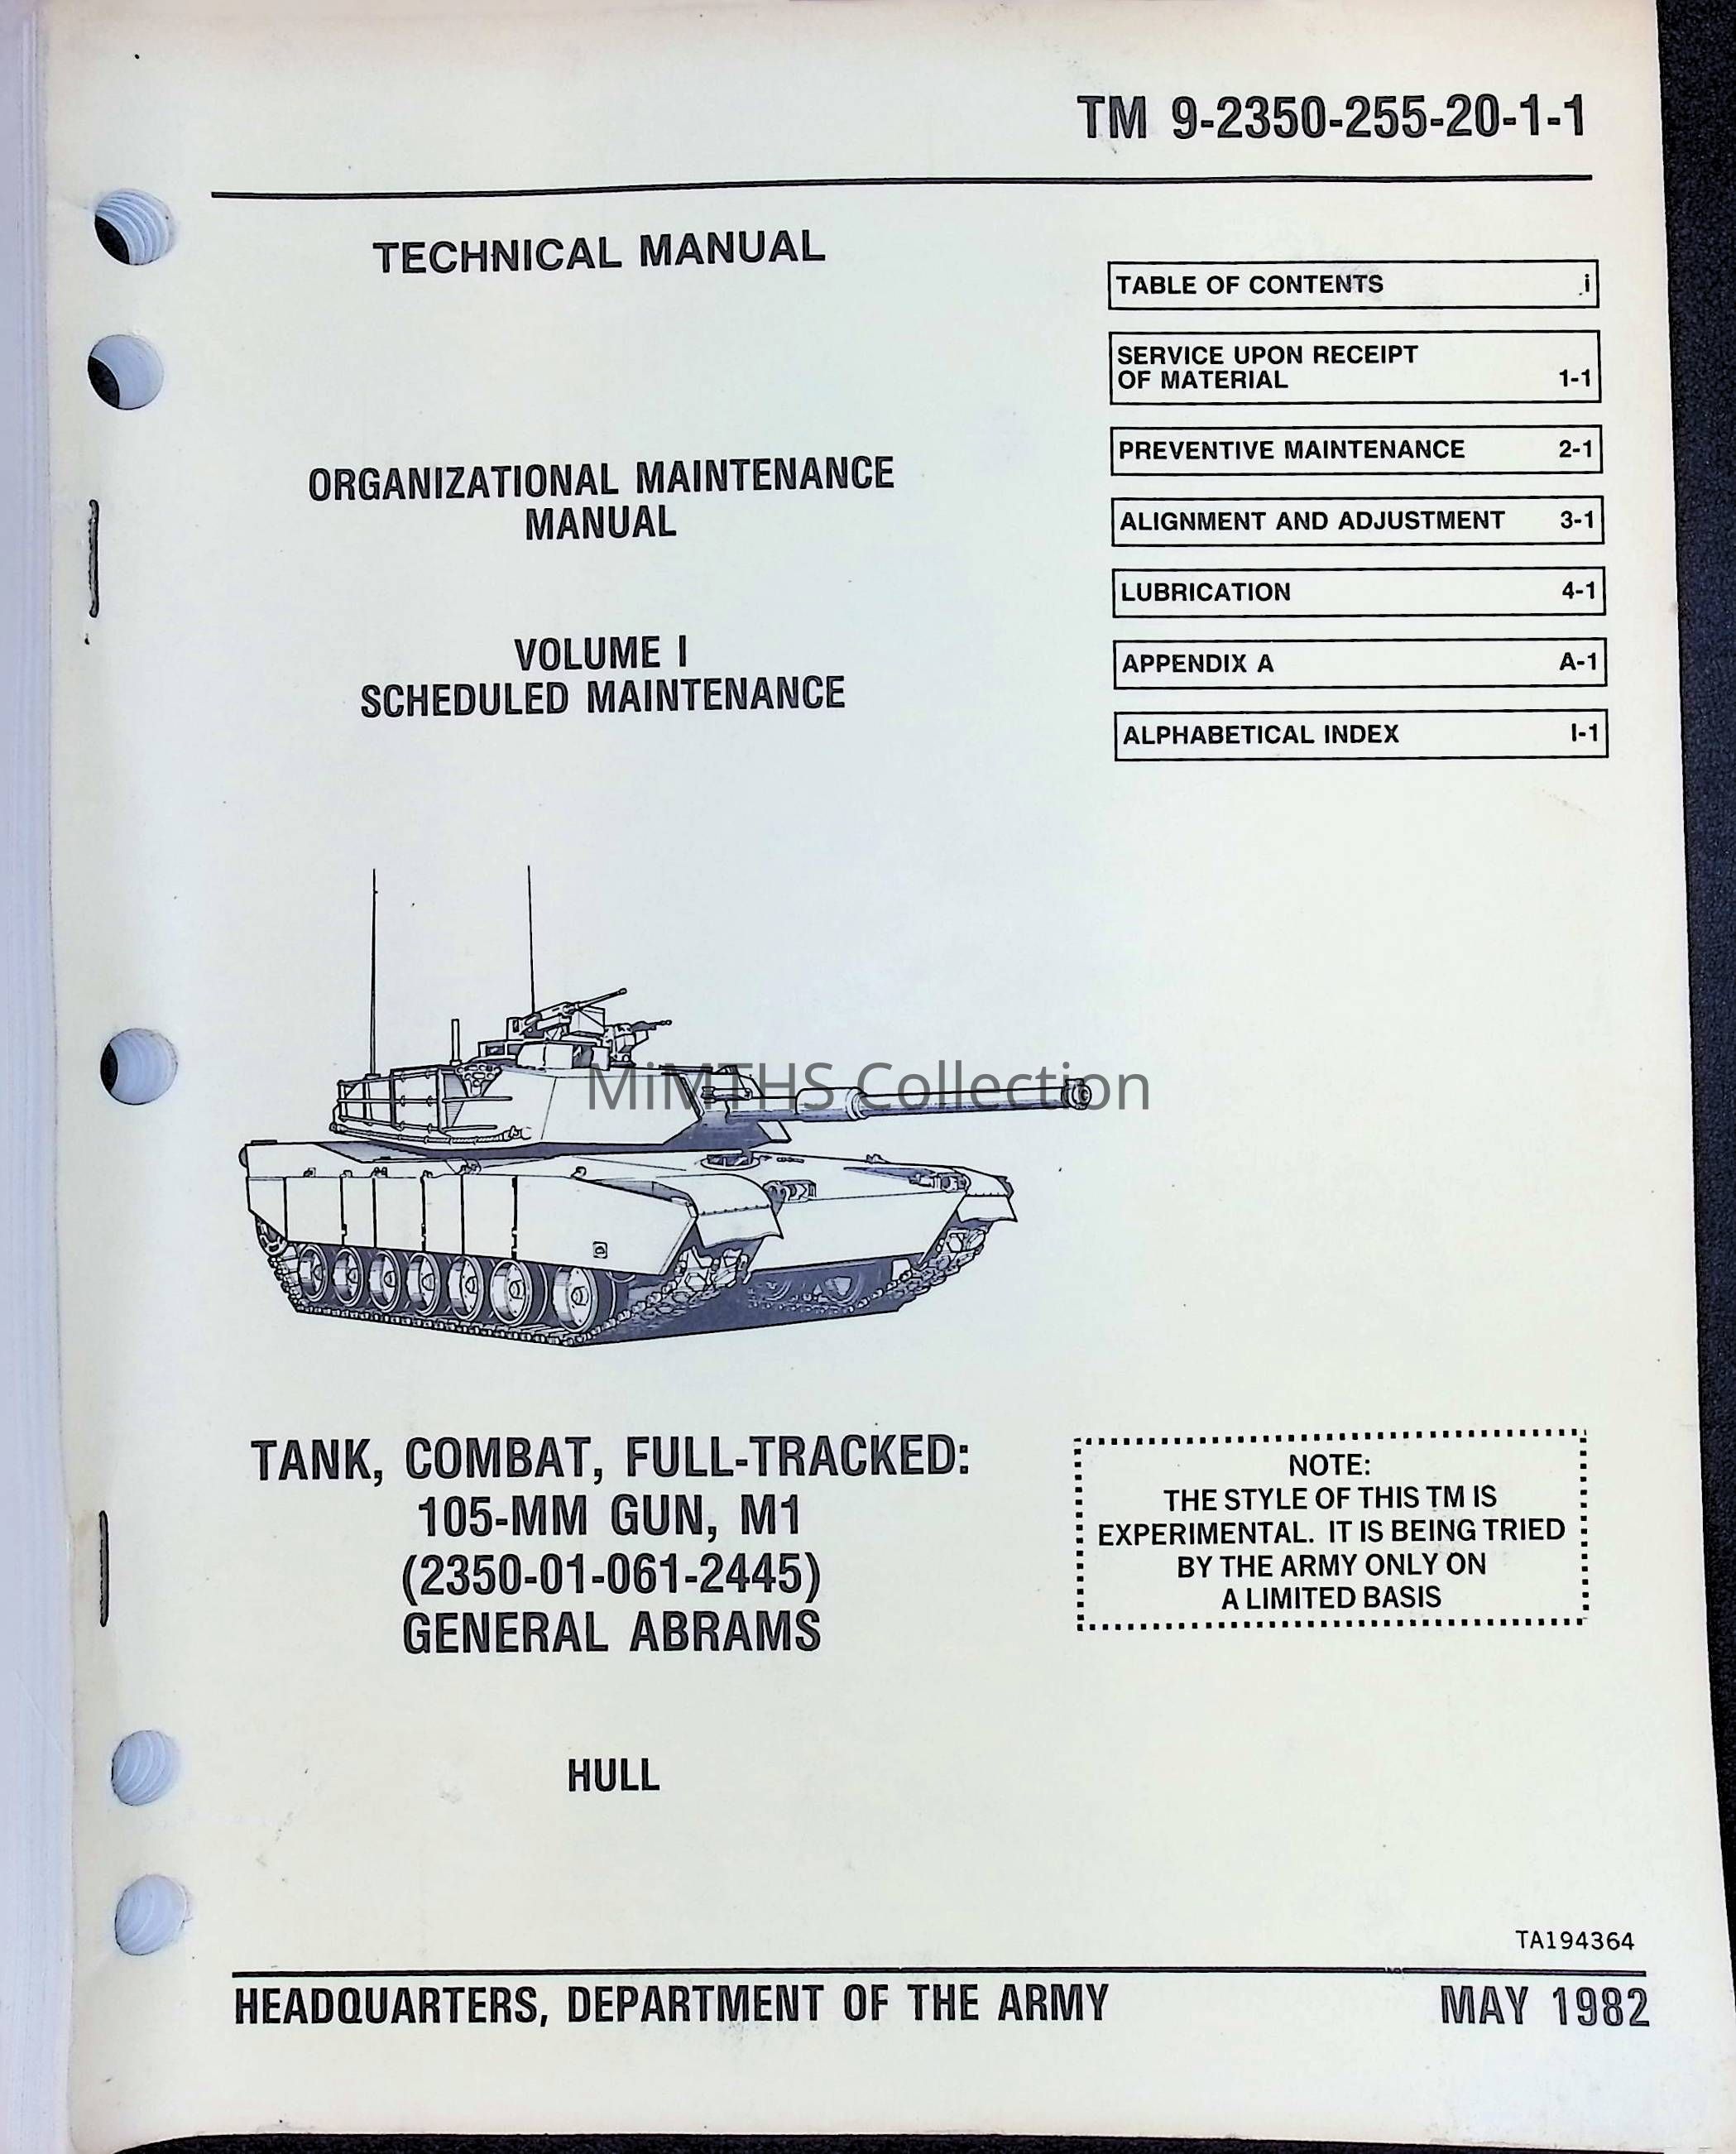 TM 9-2350-255-20-1-1
TECHNICAL MANUAL
ORGANIZATIONAL MAINTENANCE
MANUAL
VOLUME I
SCHEDULED MAINTENANCE
TABLE OF CONTENTS i
SERVICE UPON RECEIPT
OF MATERIAL 1-1
PREVENTIVE MAINTENANCE 2-1
ALIGNMENT AND ADJUSTMENT 3-1
LUBRICATION 4-1
APPENDIX A A-1
ALPHABETICAL INDEX I-1
MiMTHS Collection
TANK, COMBAT, FULL-TRACKED:
105-MM GUN, M1
(2350-01-061-2445)
GENERAL ABRAMS
NOTE:
THE STYLE OF THIS TM IS
EXPERIMENTAL. IT IS BEING TRIED
BY THE ARMY ONLY ON
A LIMITED BASIS
HULL
TA194364
HEADQUARTERS, DEPARTMENT OF THE ARMY
MAY 1982